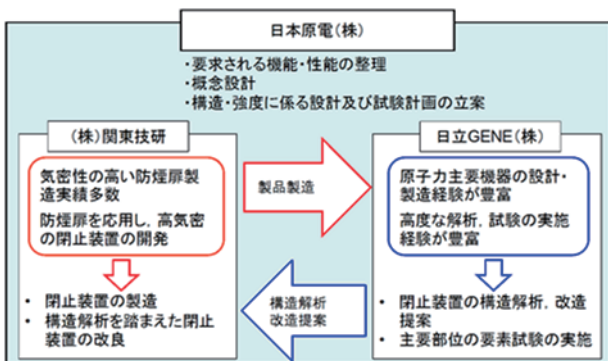 日本原電(株)
・要求される機能・性能の整理
・概念設計
・構造・強度に係る設計及び試験計画の立案
(株)関東技研
気密性の高い防煙扉製
造実績多数
防煙扉を応用し，高気密
の閉止装置の開発
• 閉止装置の製造
• 構造解析を踏まえた閉止
装置の改良
製品製造
構造解析
改造提案
日立GENE(株)
原子力主要機器の設計・
製造経験が豊富
高度な解析，試験の実施
経験が豊富
• 閉止装置の構造解析，改造
提案
• 主要部位の要素試験の実施